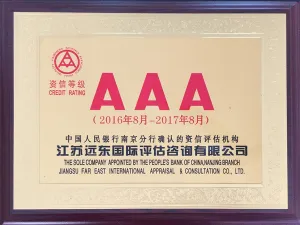 资信等级
CREDIT RATING
AAA
(2016年8月-2017年8月)
中国人民银行南京分行确认的资信评估机构
江苏远东国际评估咨询有限公司
THE SOLE COMPANY APPOINTED BY THE PEOPLE'S BANK OF CHINA,NANJING BRANCH
JIANGSU FAR EAST INTERNATIONAL APPRAISAL & CONSULTATION CO., LTD.